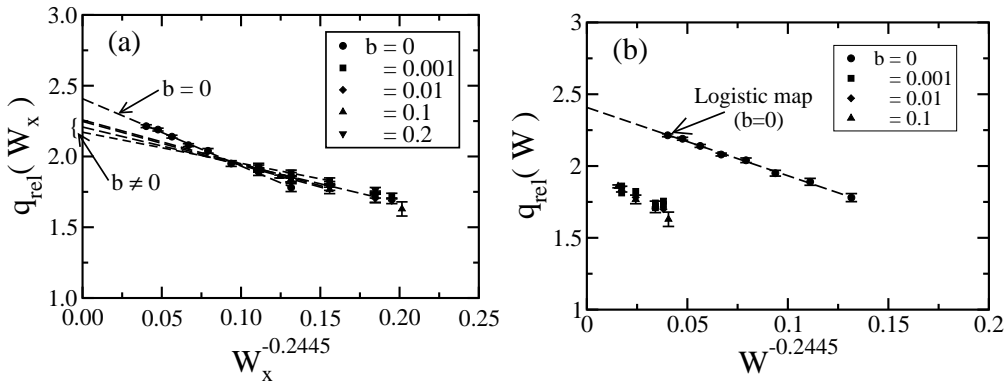 (a)
b = 0
= 0.001
= 0.01
= 0.1
= 0.2
b = 0
b ≠ 0
{
3.0
2.5
2.0
1.5
1.0
0.00 0.05 0.10 0.15 0.20 0.25
q_rel(W_x)
W_x^-0.2445
(b)
b = 0
= 0.001
= 0.01
= 0.1
Logistic map
(b=0)
3
2.5
2
1.5
1
0 0.05 0.1 0.15 0.2
q_rel(W)
W^-0.2445